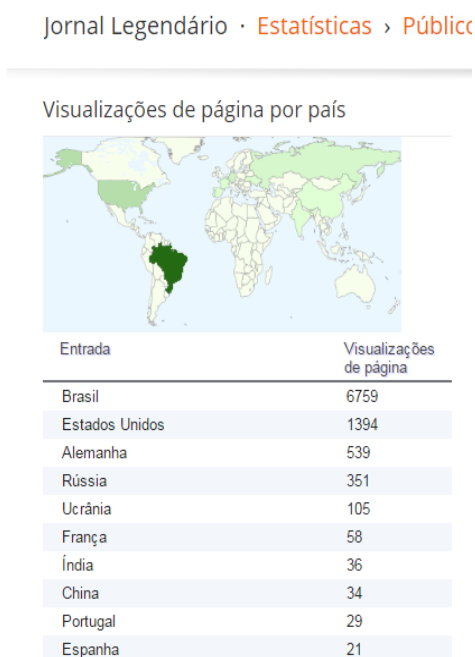 Jornal Legendário · Estatísticas › Público
Visualizações de página por país
Entrada Visualizações
de página
Brasil 6759
Estados Unidos 1394
Alemanha 539
Rússia 351
Ucrânia 105
França 58
Índia 36
China 34
Portugal 29
Espanha 21